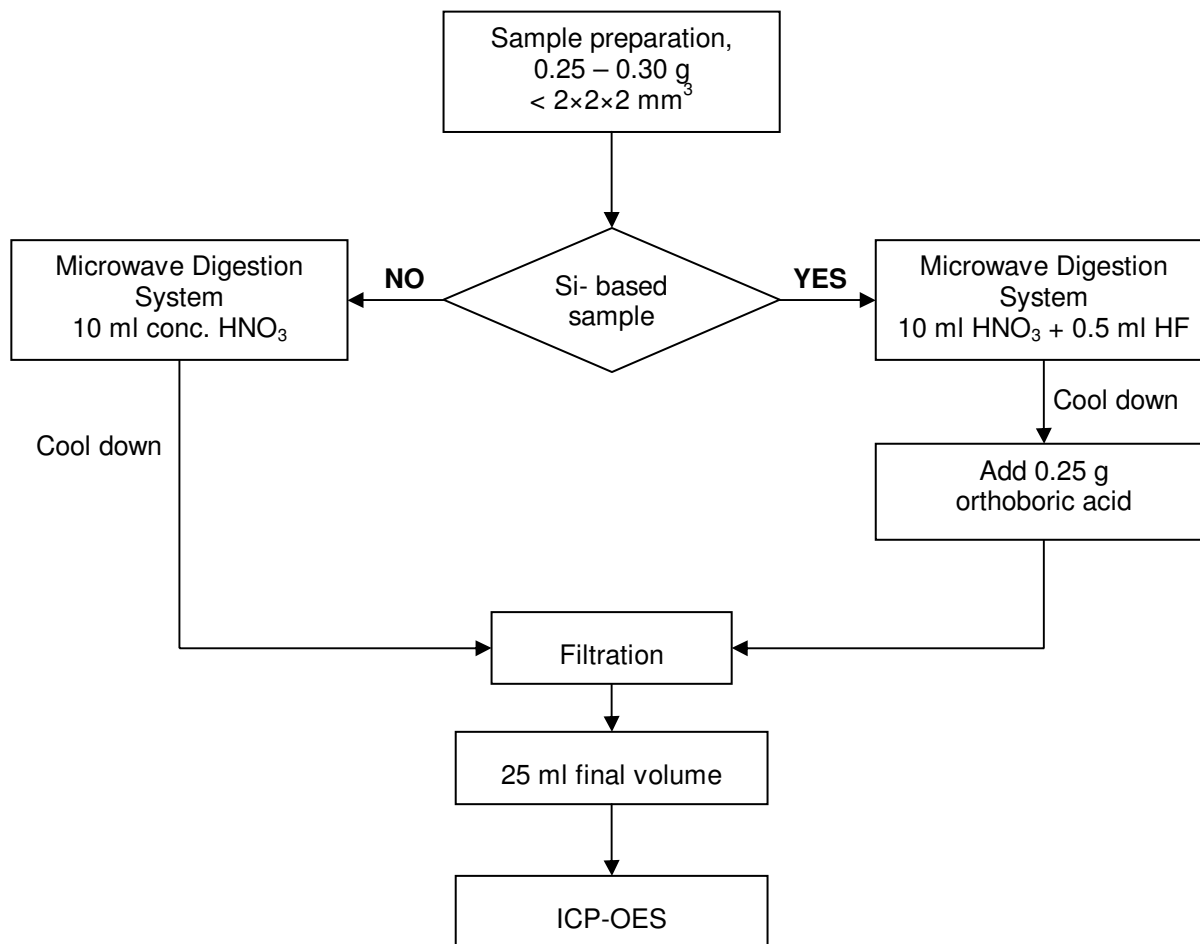 Sample preparation,
0.25 – 0.30 g
< 2×2×2 mm³
NO
Si- based
sample
YES
Microwave Digestion
System
10 ml conc. HNO₃
Microwave Digestion
System
10 ml HNO₃ + 0.5 ml HF
Cool down
Cool down
Add 0.25 g
orthoboric acid
Filtration
25 ml final volume
ICP-OES